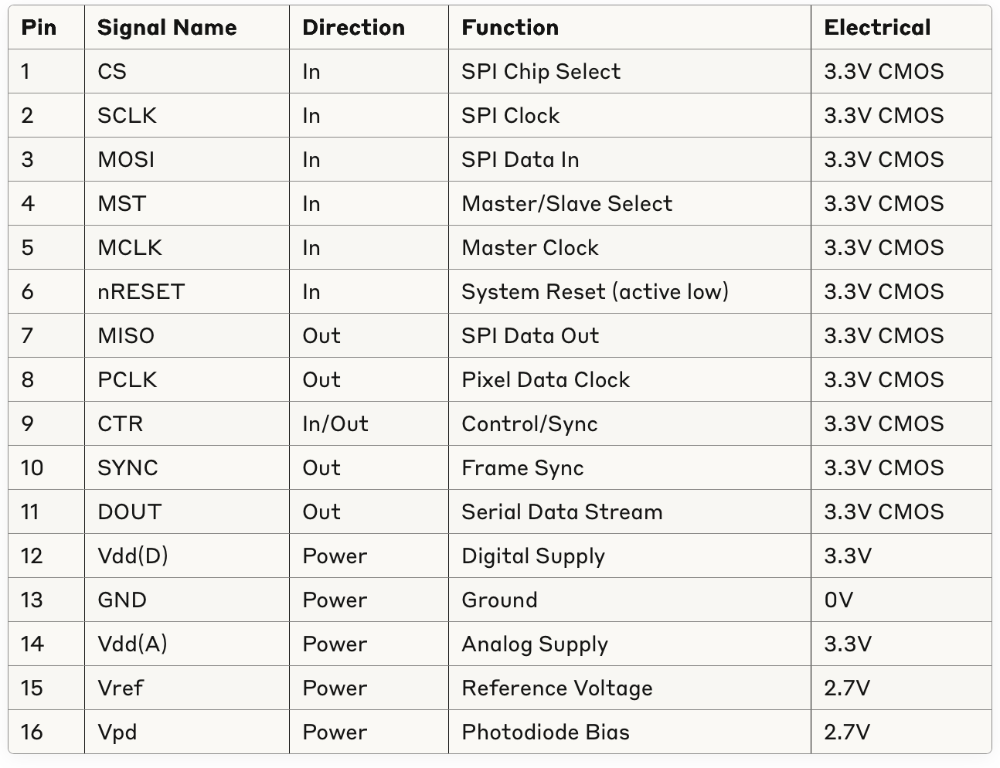 Pin Signal Name Direction Function Electrical
1 CS In SPI Chip Select 3.3V CMOS
2 SCLK In SPI Clock 3.3V CMOS
3 MOSI In SPI Data In 3.3V CMOS
4 MST In Master/Slave Select 3.3V CMOS
5 MCLK In Master Clock 3.3V CMOS
6 nRESET In System Reset (active low) 3.3V CMOS
7 MISO Out SPI Data Out 3.3V CMOS
8 PCLK Out Pixel Data Clock 3.3V CMOS
9 CTR In/Out Control/Sync 3.3V CMOS
10 SYNC Out Frame Sync 3.3V CMOS
11 DOUT Out Serial Data Stream 3.3V CMOS
12 Vdd(D) Power Digital Supply 3.3V
13 GND Power Ground 0V
14 Vdd(A) Power Analog Supply 3.3V
15 Vref Power Reference Voltage 2.7V
16 Vpd Power Photodiode Bias 2.7V